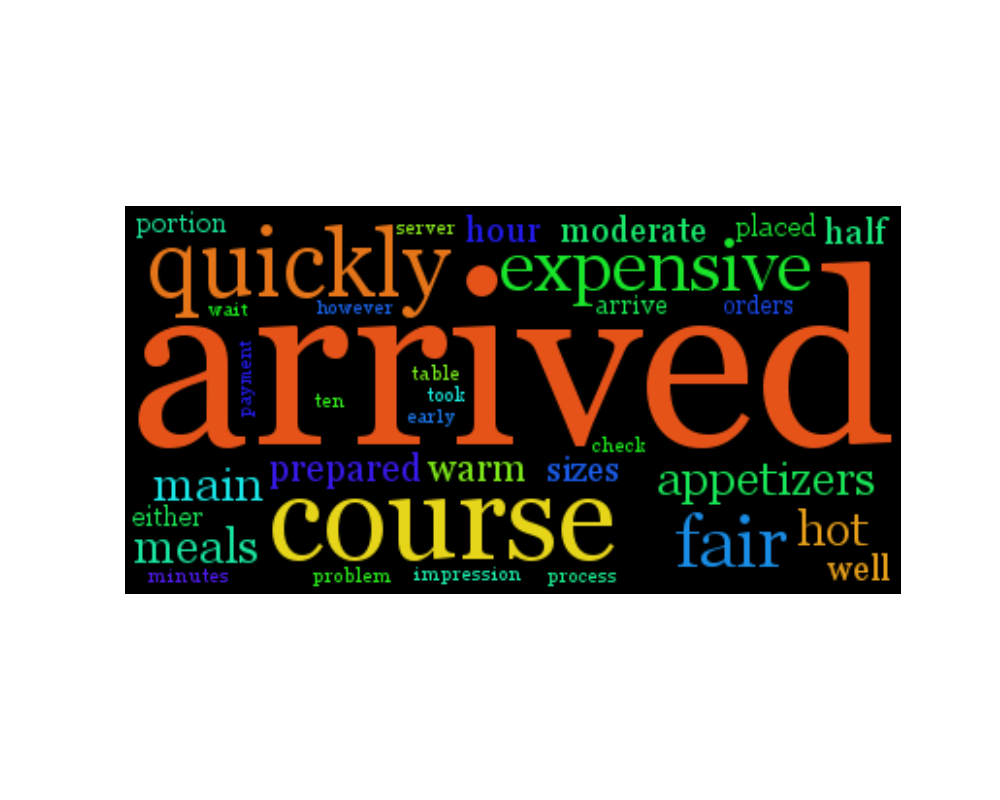 portion
server
hour
moderate
placed
half
quickly
expensive
wait
however
arrive
orders
arrived
payment
ten
table
took
early
check
main
prepared
warm
sizes
appetizers
either
course
fair
hot
meals
well
minutes
problem
impression
process